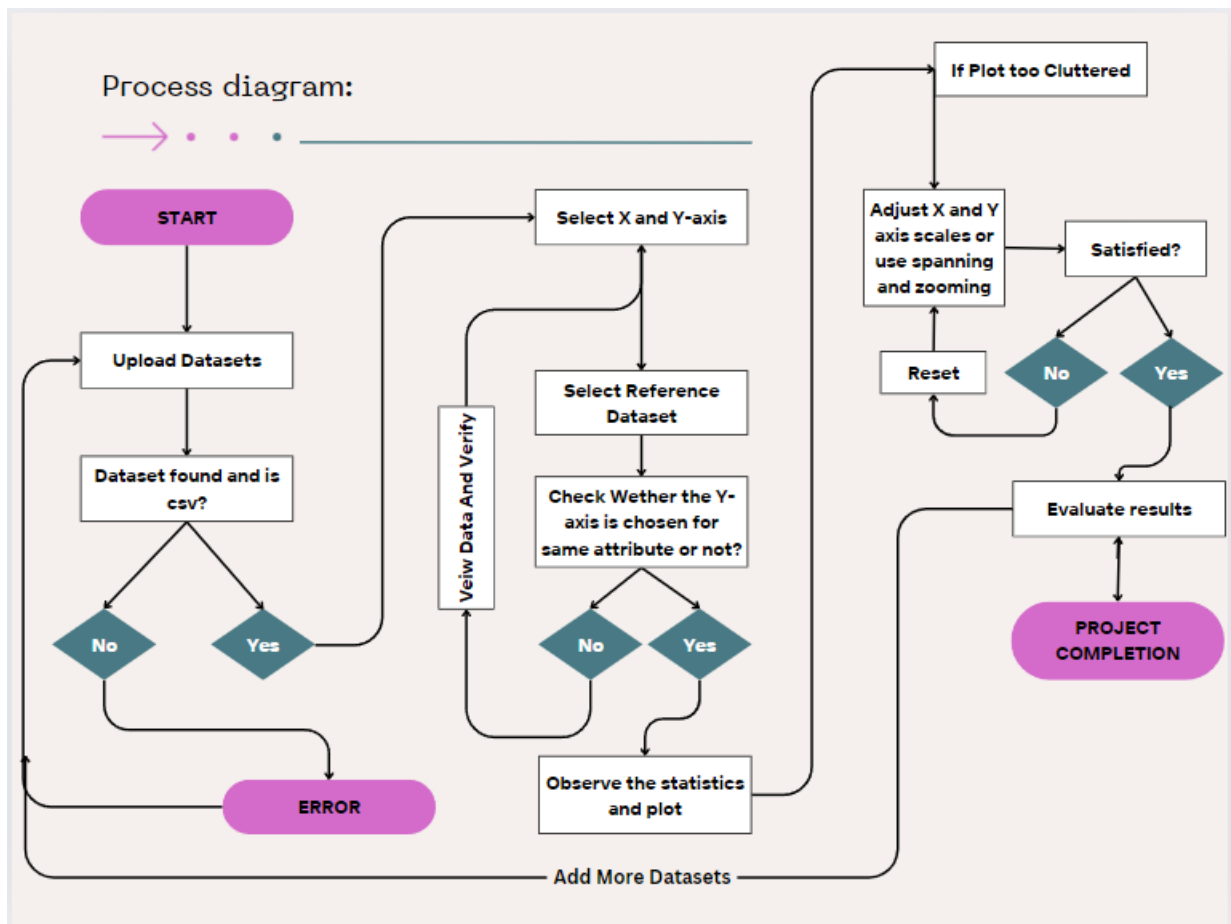 Process diagram:
START
Upload Datasets
Dataset found and is
csv?
No
Yes
ERROR
Select X and Y-axis
Veiw Data And Verify
Select Reference
Dataset
Check Wether the Y-
axis is chosen for
same attribute or not?
No
Yes
Observe the statistics
and plot
If Plot too Cluttered
Adjust X and Y
axis scales or
use spanning
and zooming
Satisfied?
No
Yes
Reset
Evaluate results
PROJECT
COMPLETION
Add More Datasets